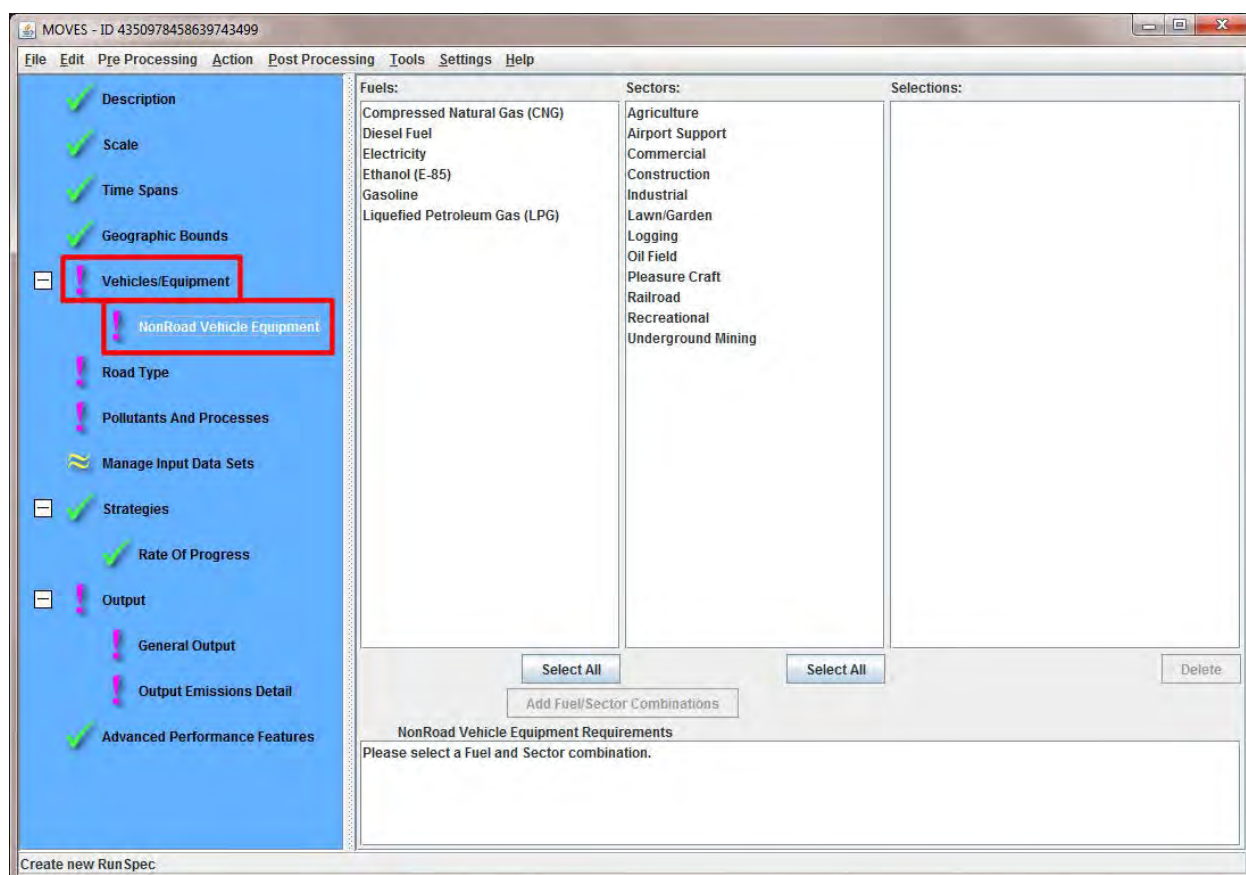 MOVES - ID 4350978458639743499
File Edit Pre Processing Action Post Processing Tools Settings Help
Description
Scale
Time Spans
Geographic Bounds
Vehicles/Equipment
NonRoad Vehicle Equipment
Road Type
Pollutants And Processes
Manage Input Data Sets
Strategies
Rate Of Progress
Output
General Output
Output Emissions Detail
Advanced Performance Features
Fuels:
Compressed Natural Gas (CNG)
Diesel Fuel
Electricity
Ethanol (E-85)
Gasoline
Liquefied Petroleum Gas (LPG)
Select All
Sectors:
Agriculture
Airport Support
Commercial
Construction
Industrial
Lawn/Garden
Logging
Oil Field
Pleasure Craft
Railroad
Recreational
Underground Mining
Select All
Selections:
Delete
Add Fuel/Sector Combinations
NonRoad Vehicle Equipment Requirements
Please select a Fuel and Sector combination.
Create new RunSpec